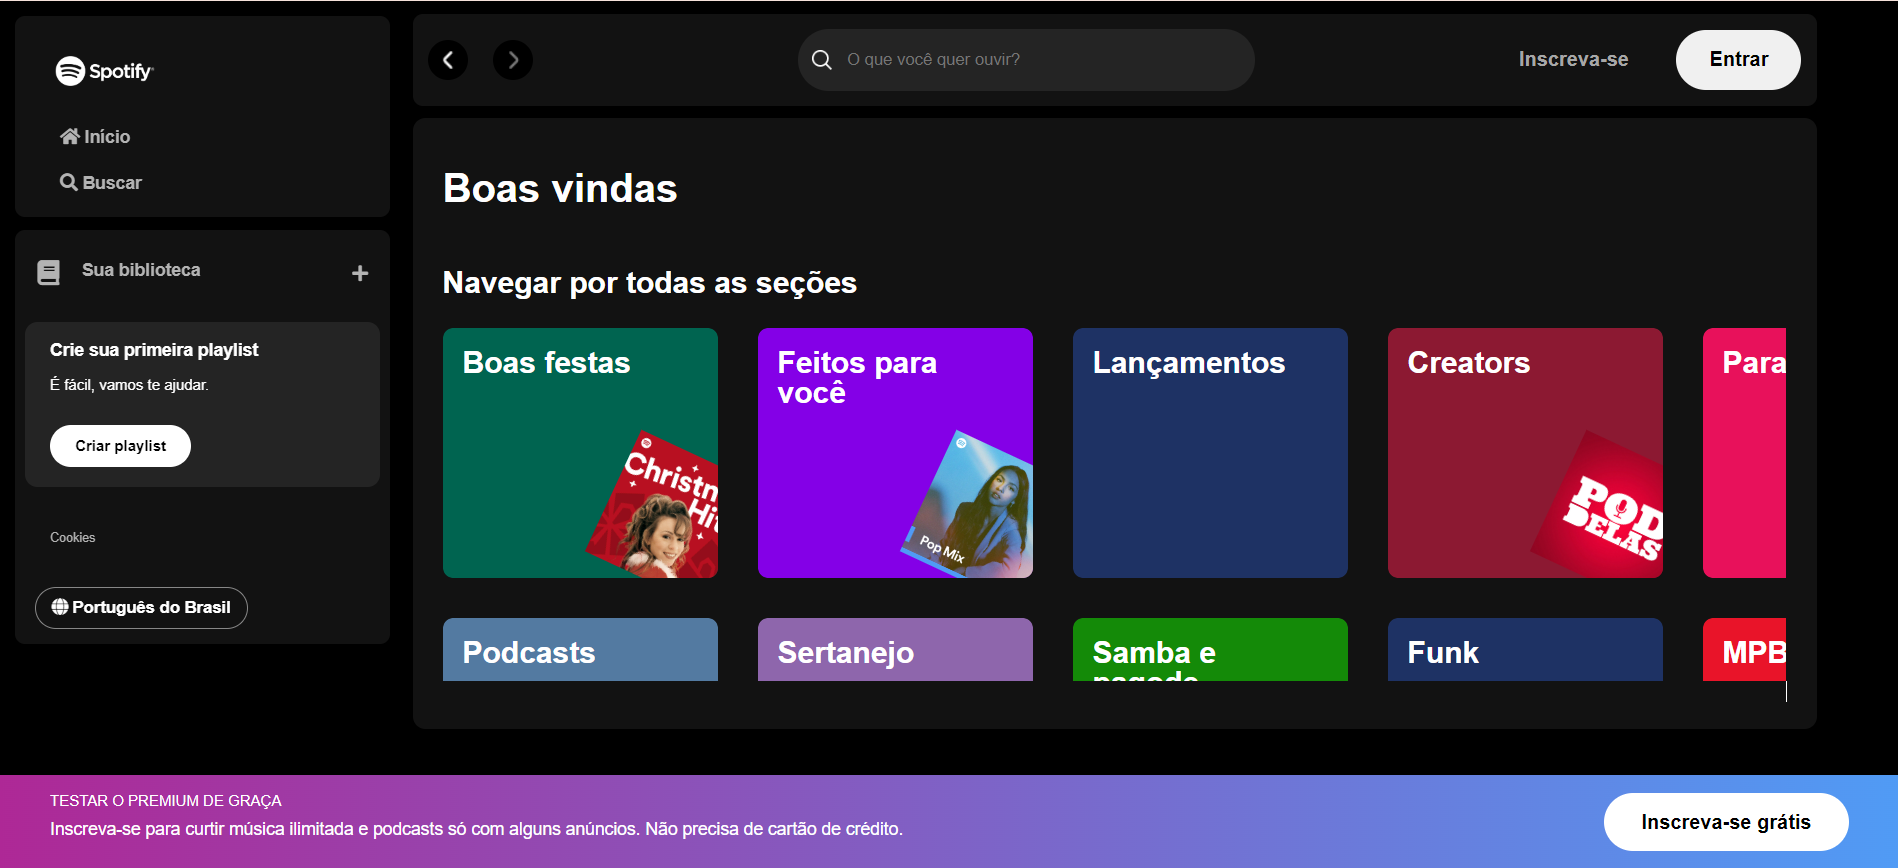 Spotify
Início
Buscar
Sua biblioteca
Crie sua primeira playlist
É fácil, vamos te ajudar.
Criar playlist
Cookies
Português do Brasil
O que você quer ouvir?
Inscreva-se
Entrar
Boas vindas
Navegar por todas as seções
Boas festas
Christm
Hit
Feitos para
você
Pop Mix
Lançamentos
Creators
POD
DELAS
Para
Podcasts
Sertanejo
Samba e
pagode
Funk
MPB
TESTAR O PREMIUM DE GRAÇA
Inscreva-se para curtir música ilimitada e podcasts só com alguns anúncios. Não precisa de cartão de crédito.
Inscreva-se grátis